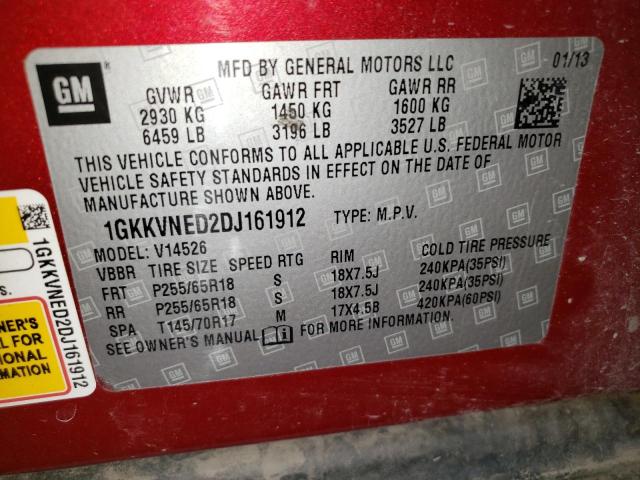 GM
MFD BY GENERAL MOTORS LLC 01/13
GVWR GAWR FRT GAWR RR
2930 KG 1450 KG 1600 KG
6459 LB 3196 LB 3527 LB
THIS VEHICLE CONFORMS TO ALL APPLICABLE U.S. FEDERAL MOTOR
VEHICLE SAFETY STANDARDS IN EFFECT ON THE DATE OF
MANUFACTURE SHOWN ABOVE.
1GKKVNED2DJ161912 TYPE: M.P.V.
MODEL: V14526
VBBR TIRE SIZE SPEED RTG RIM COLD TIRE PRESSURE
FRT P255/65R18 S 18X7.5J 240KPA(35PSI)
RR P255/65R18 S 18X7.5J 240KPA(35PSI)
SPA T145/70R17 M 17X4.5B 420KPA(60PSI)
SEE OWNER'S MANUAL FOR MORE INFORMATION.
1GKKVNED2DJ161912
S.
OWNER'S
L FOR
IONAL
MATION